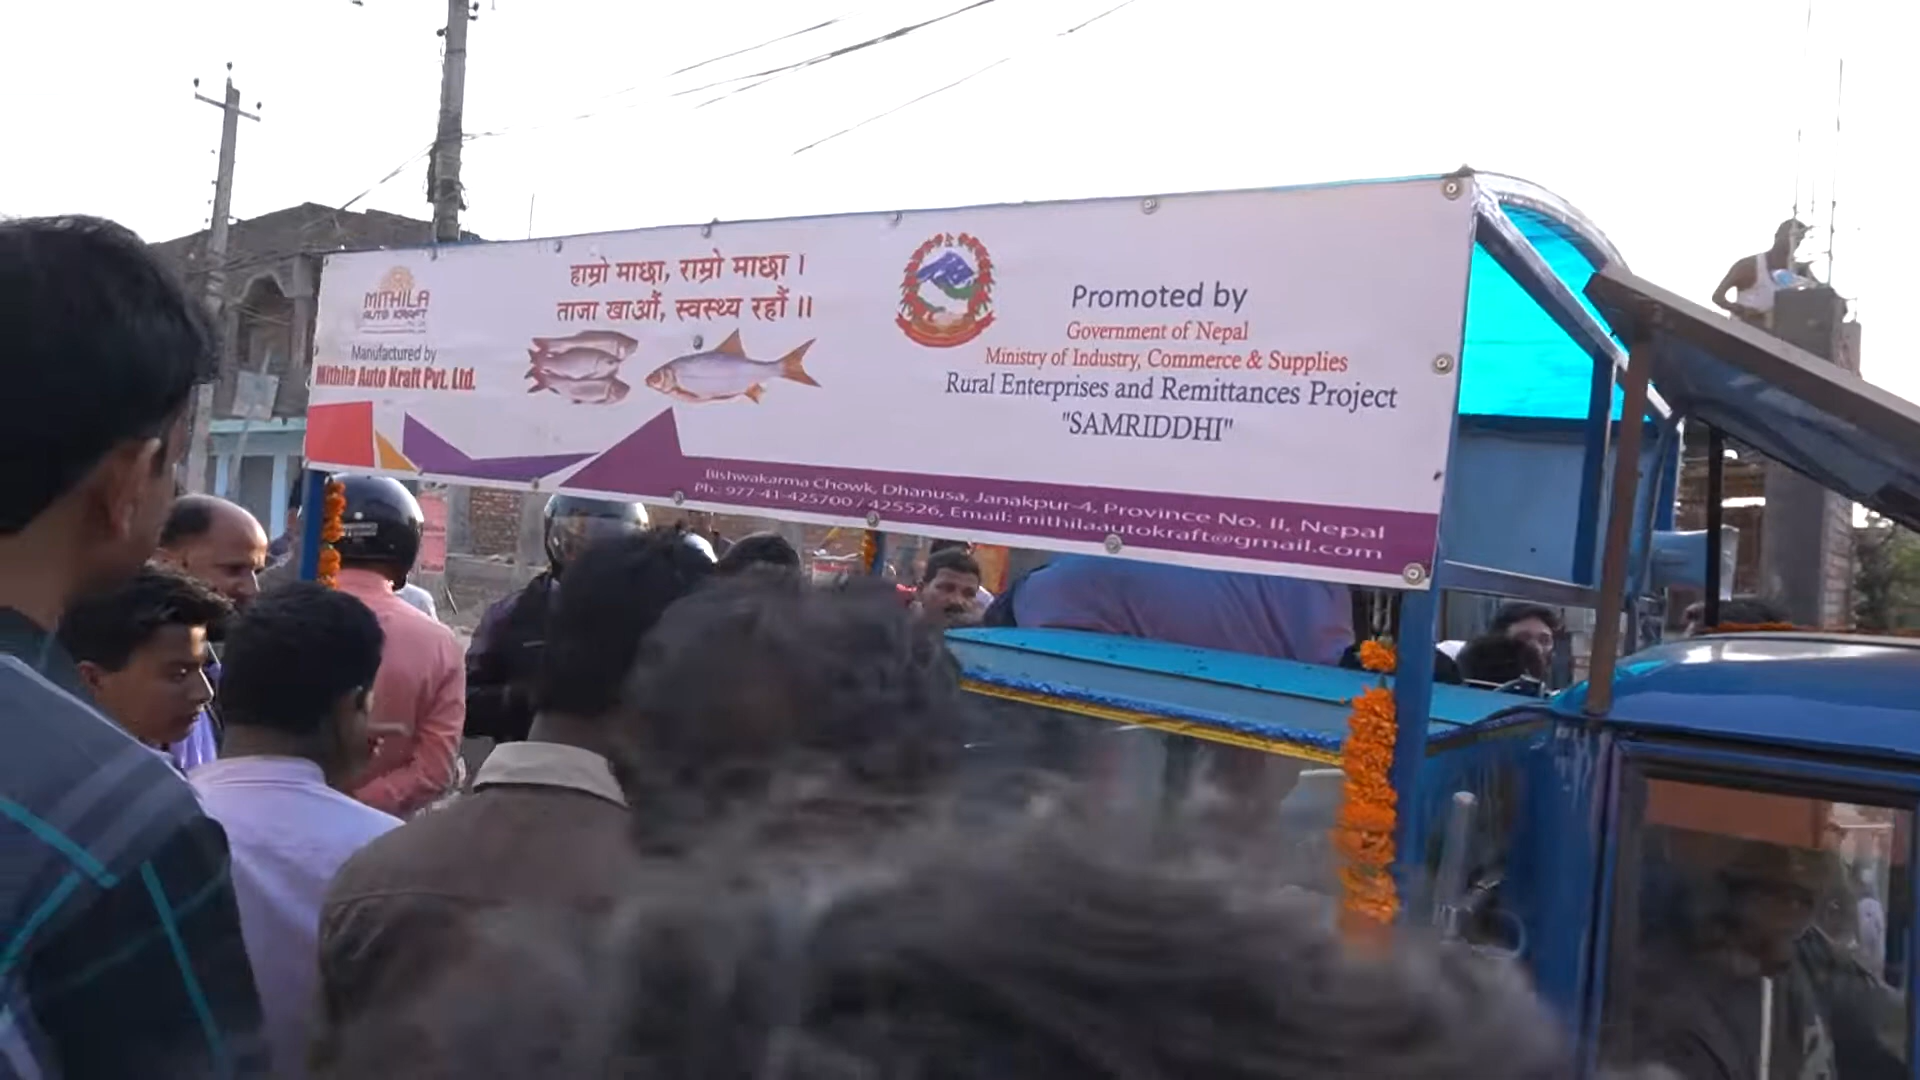 MITHILA
AUTO KRAFT
Manufactured by
Mithila Auto Kraft Pvt. Ltd.
हाम्रो माछा, राम्रो माछा ।
ताजा खाऔं, स्वस्थ्य रहौं ।।
Promoted by
Government of Nepal
Ministry of Industry, Commerce & Supplies
Rural Enterprises and Remittances Project
"SAMRIDDHI"
Bishwakarma Chowk, Dhanusa, Janakpur-4, Province No. II, Nepal
Ph.: 977-41-425700 / 425526, Email: mithilaautokraft@gmail.com